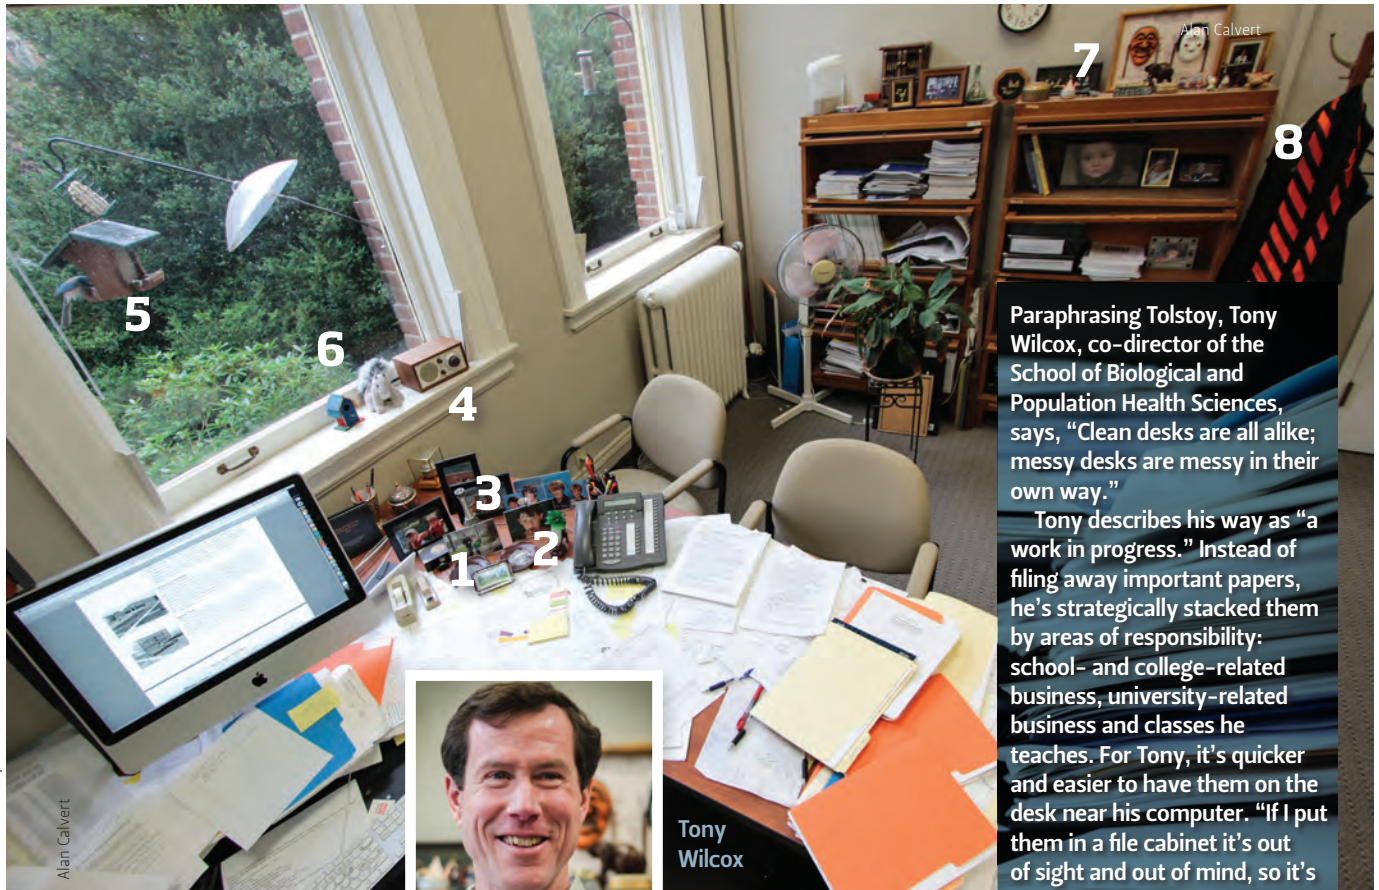 Alan Calvert
7
8
5
6
4
3
2
1
Paraphrasing Tolstoy, Tony
Wilcox, co-director of the
School of Biological and
Population Health Sciences,
says, “Clean desks are all alike;
messy desks are messy in their
own way.”
Tony describes his way as “a
work in progress.” Instead of
filing away important papers,
he’s strategically stacked them
by areas of responsibility:
school- and college-related
business, university-related
business and classes he
teaches. For Tony, it’s quicker
and easier to have them on the
desk near his computer. “If I put
them in a file cabinet it’s out
of sight and out of mind, so it’s
Tony
Wilcox
Alan Calvert